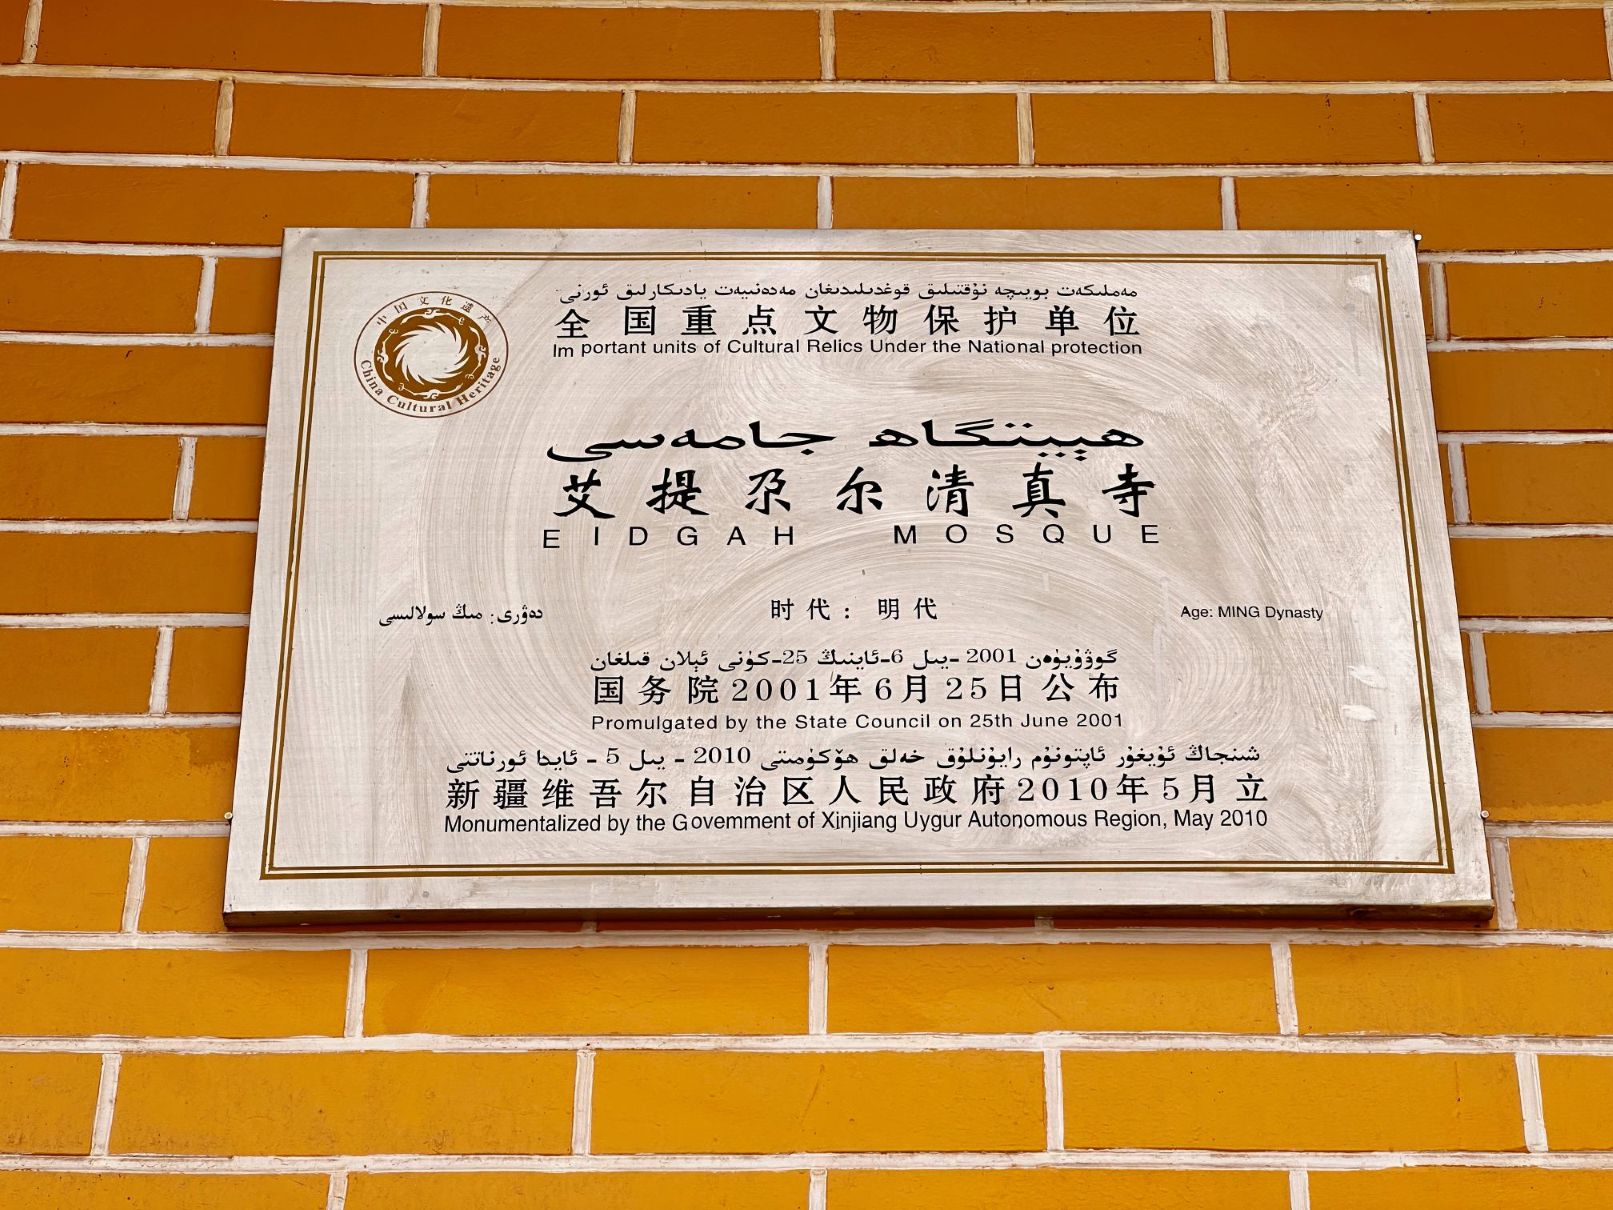 中国文化遗产
China Cultural Heritage
مەملىكەت بويىچە نۇقتىلىق قوغدىلىدىغان مەدەنىيەت يادىكارلىق ئورنى
全国重点文物保护单位
Im portant units of Cultural Relics Under the National protection
ھېيتگاھ جامەسى
艾提尕尔清真寺
EIDGAH MOSQUE
دەۋرى: مىڭ سولالىسى
时代：明代
Age: MING Dynasty
گوۋۇيۈەن 2001 -يىل 6-ئاينىڭ 25-كۈنى ئېلان قىلغان
国务院2001年6月25日公布
Promulgated by the State Council on 25th June 2001
شىنجاڭ ئۇيغۇر ئاپتونۇم رايۇنلۇق خەلق ھۆكۈمىتى 2010 - يىل 5 - ئايدا ئورناتتى
新疆维吾尔自治区人民政府2010年5月立
Monumentalized by the Govemment of Xinjiang Uygur Autonomous Region, May 2010